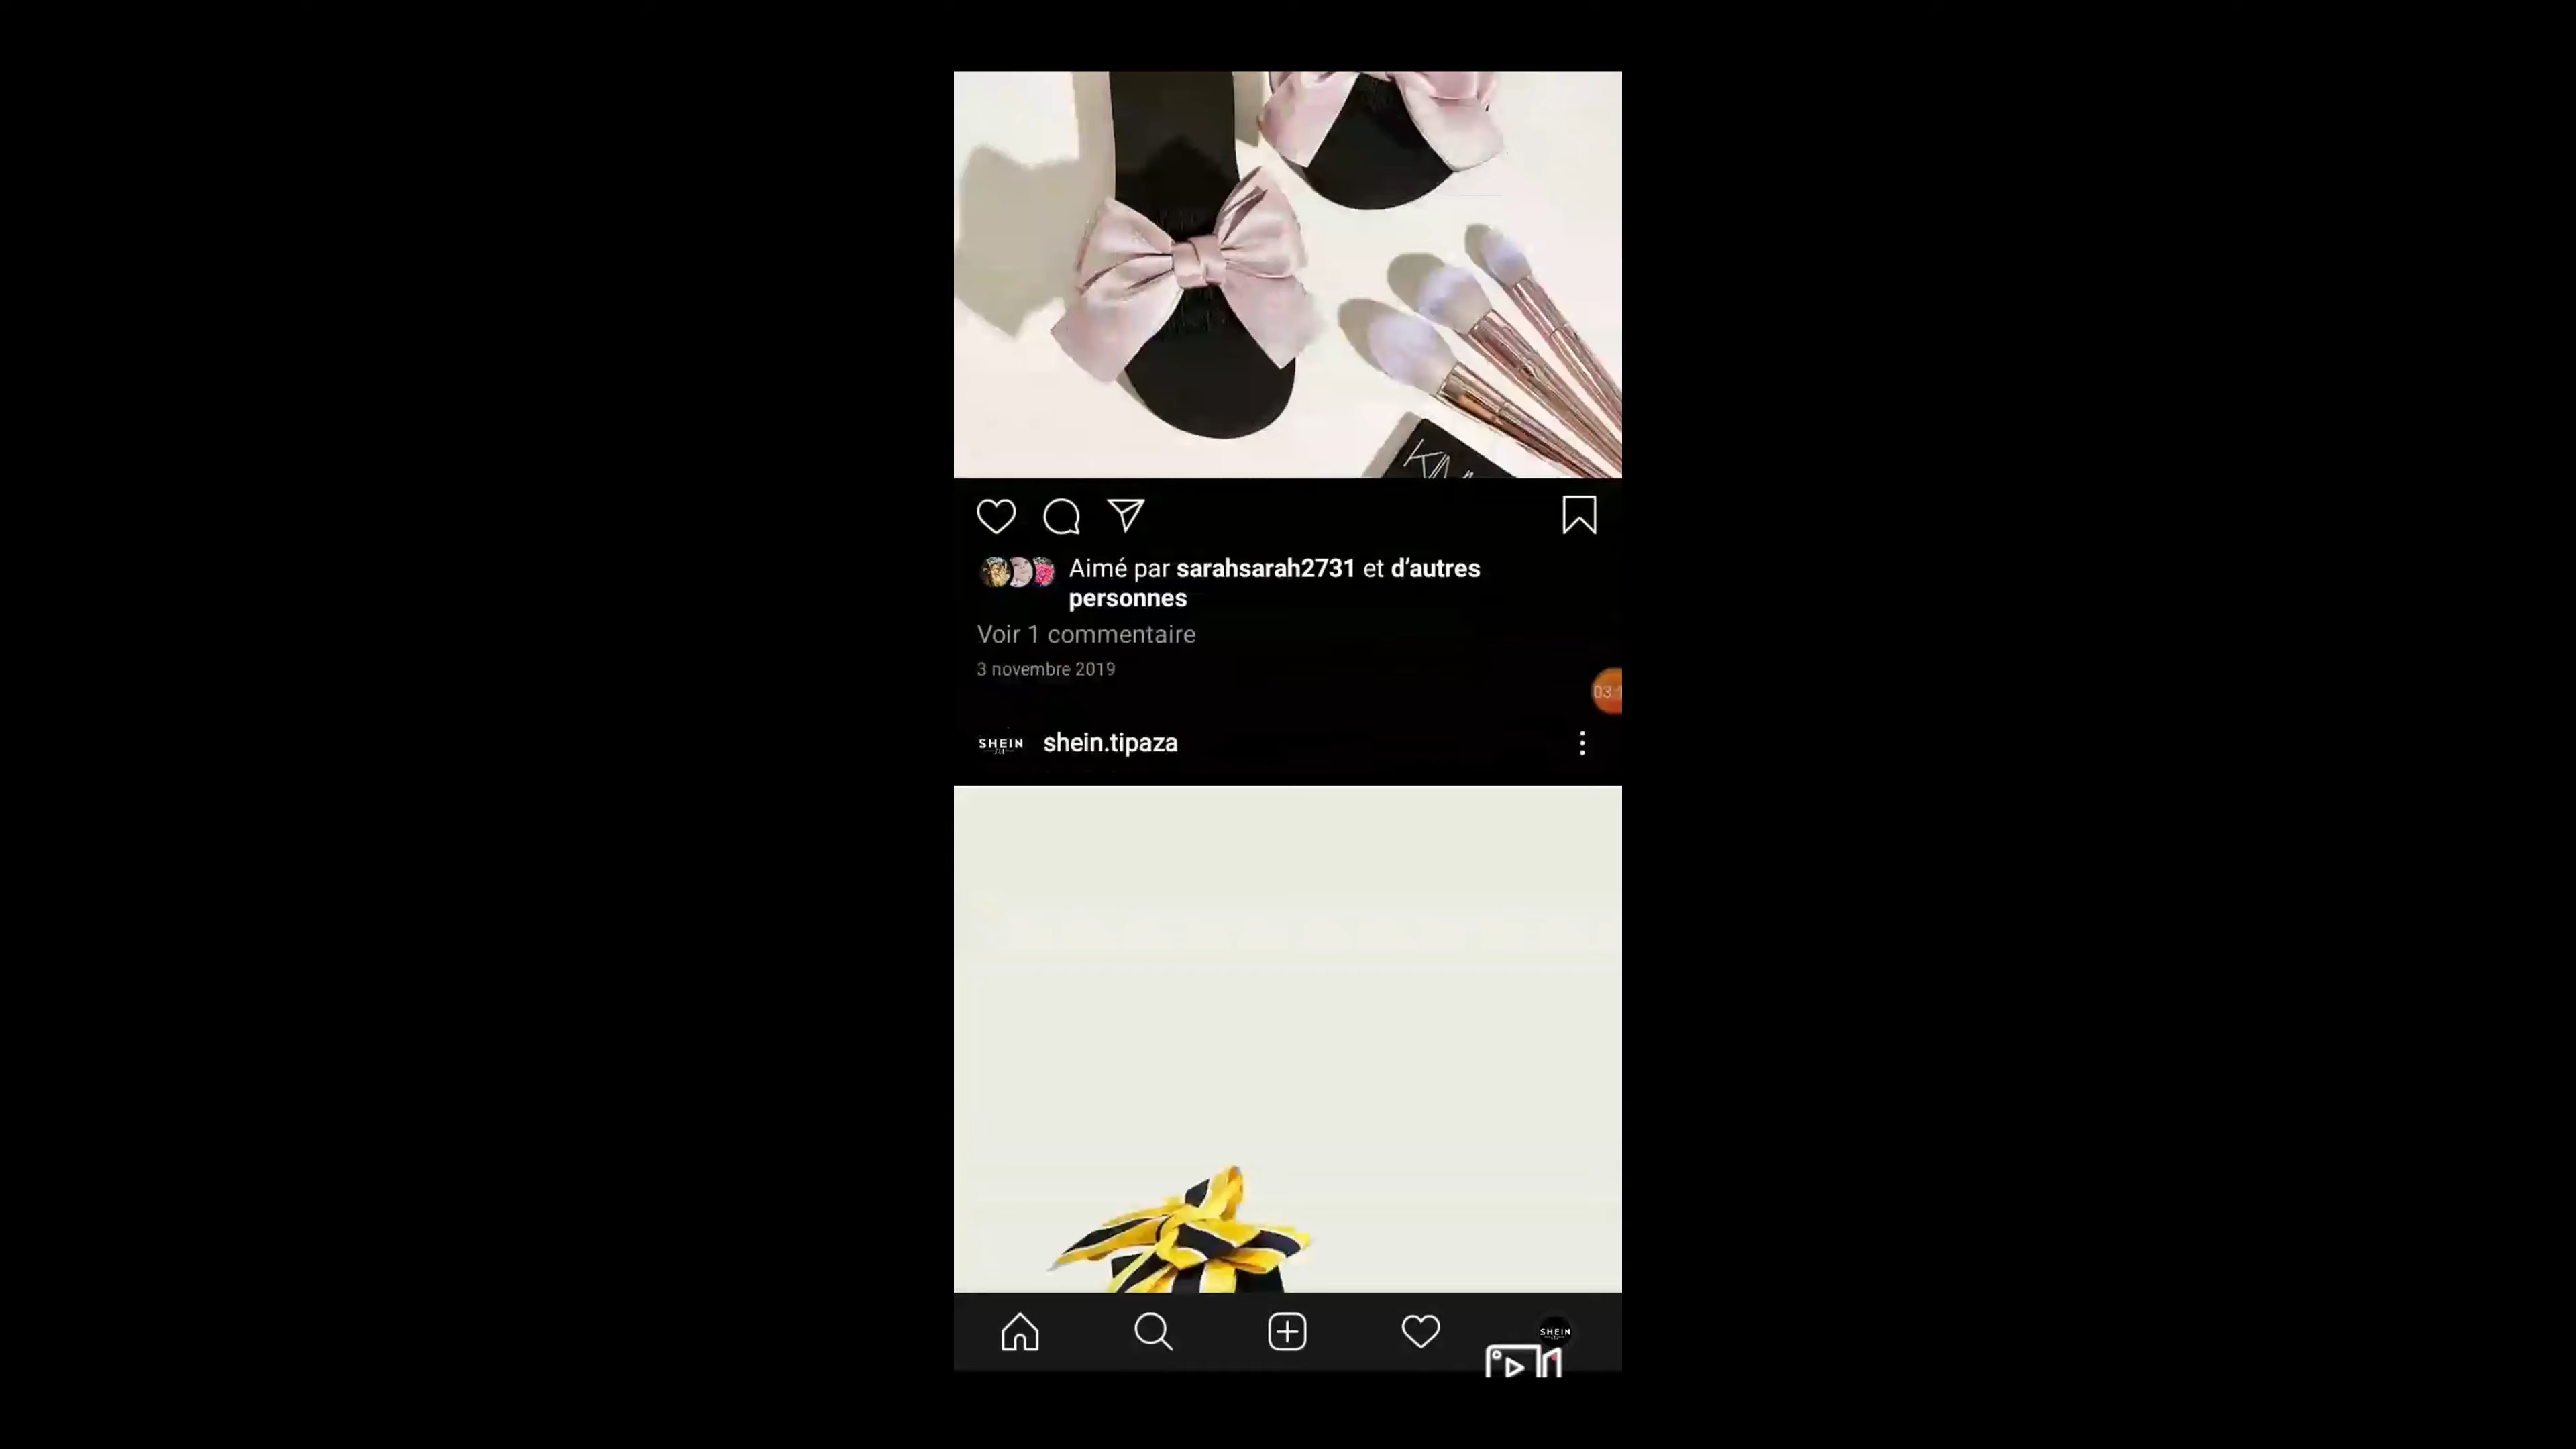 Aimé par sarahsarah2731 et d'autres
personnes
Voir 1 commentaire
3 novembre 2019
SHEIN
shein.tipaza
SHEIN